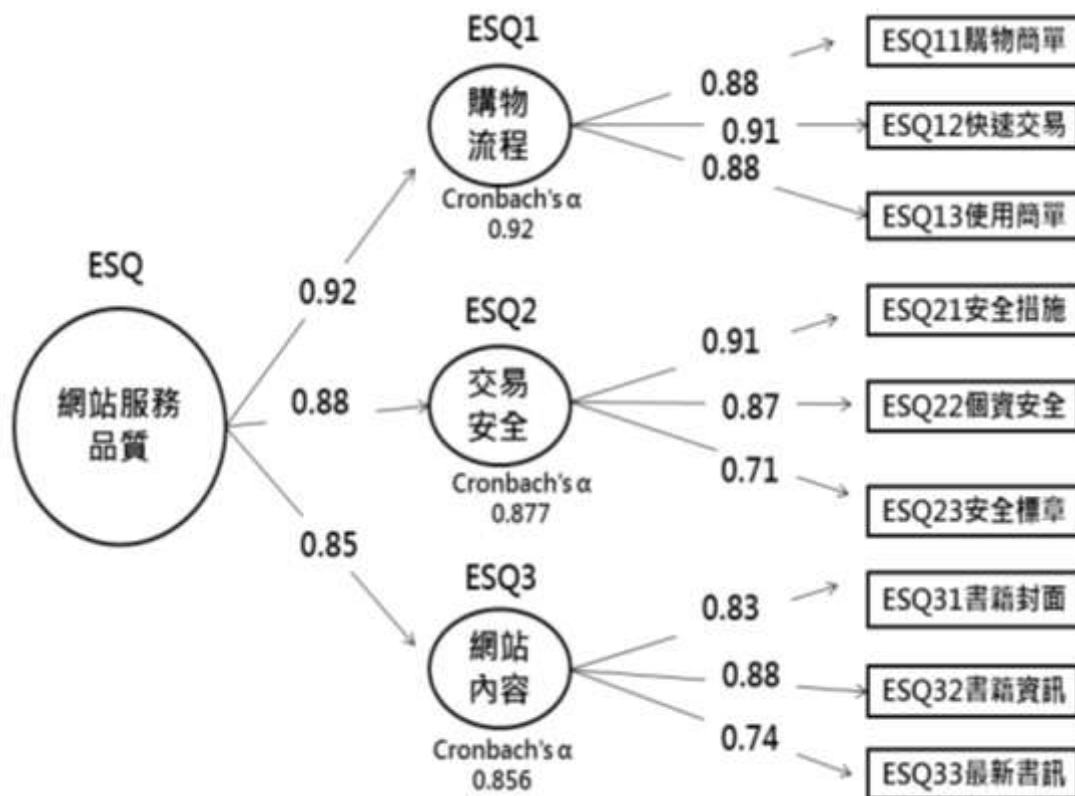 ESQ
網站服務
品質
0.92
0.88
0.85
ESQ1
購物
流程
Cronbach's α
0.92
0.88
0.91
0.88
ESQ11購物簡單
ESQ12快速交易
ESQ13使用簡單
ESQ2
交易
安全
Cronbach's α
0.877
0.91
0.87
0.71
ESQ21安全措施
ESQ22個資安全
ESQ23安全標章
ESQ3
網站
內容
Cronbach's α
0.856
0.83
0.88
0.74
ESQ31書籍封面
ESQ32書籍資訊
ESQ33最新書訊